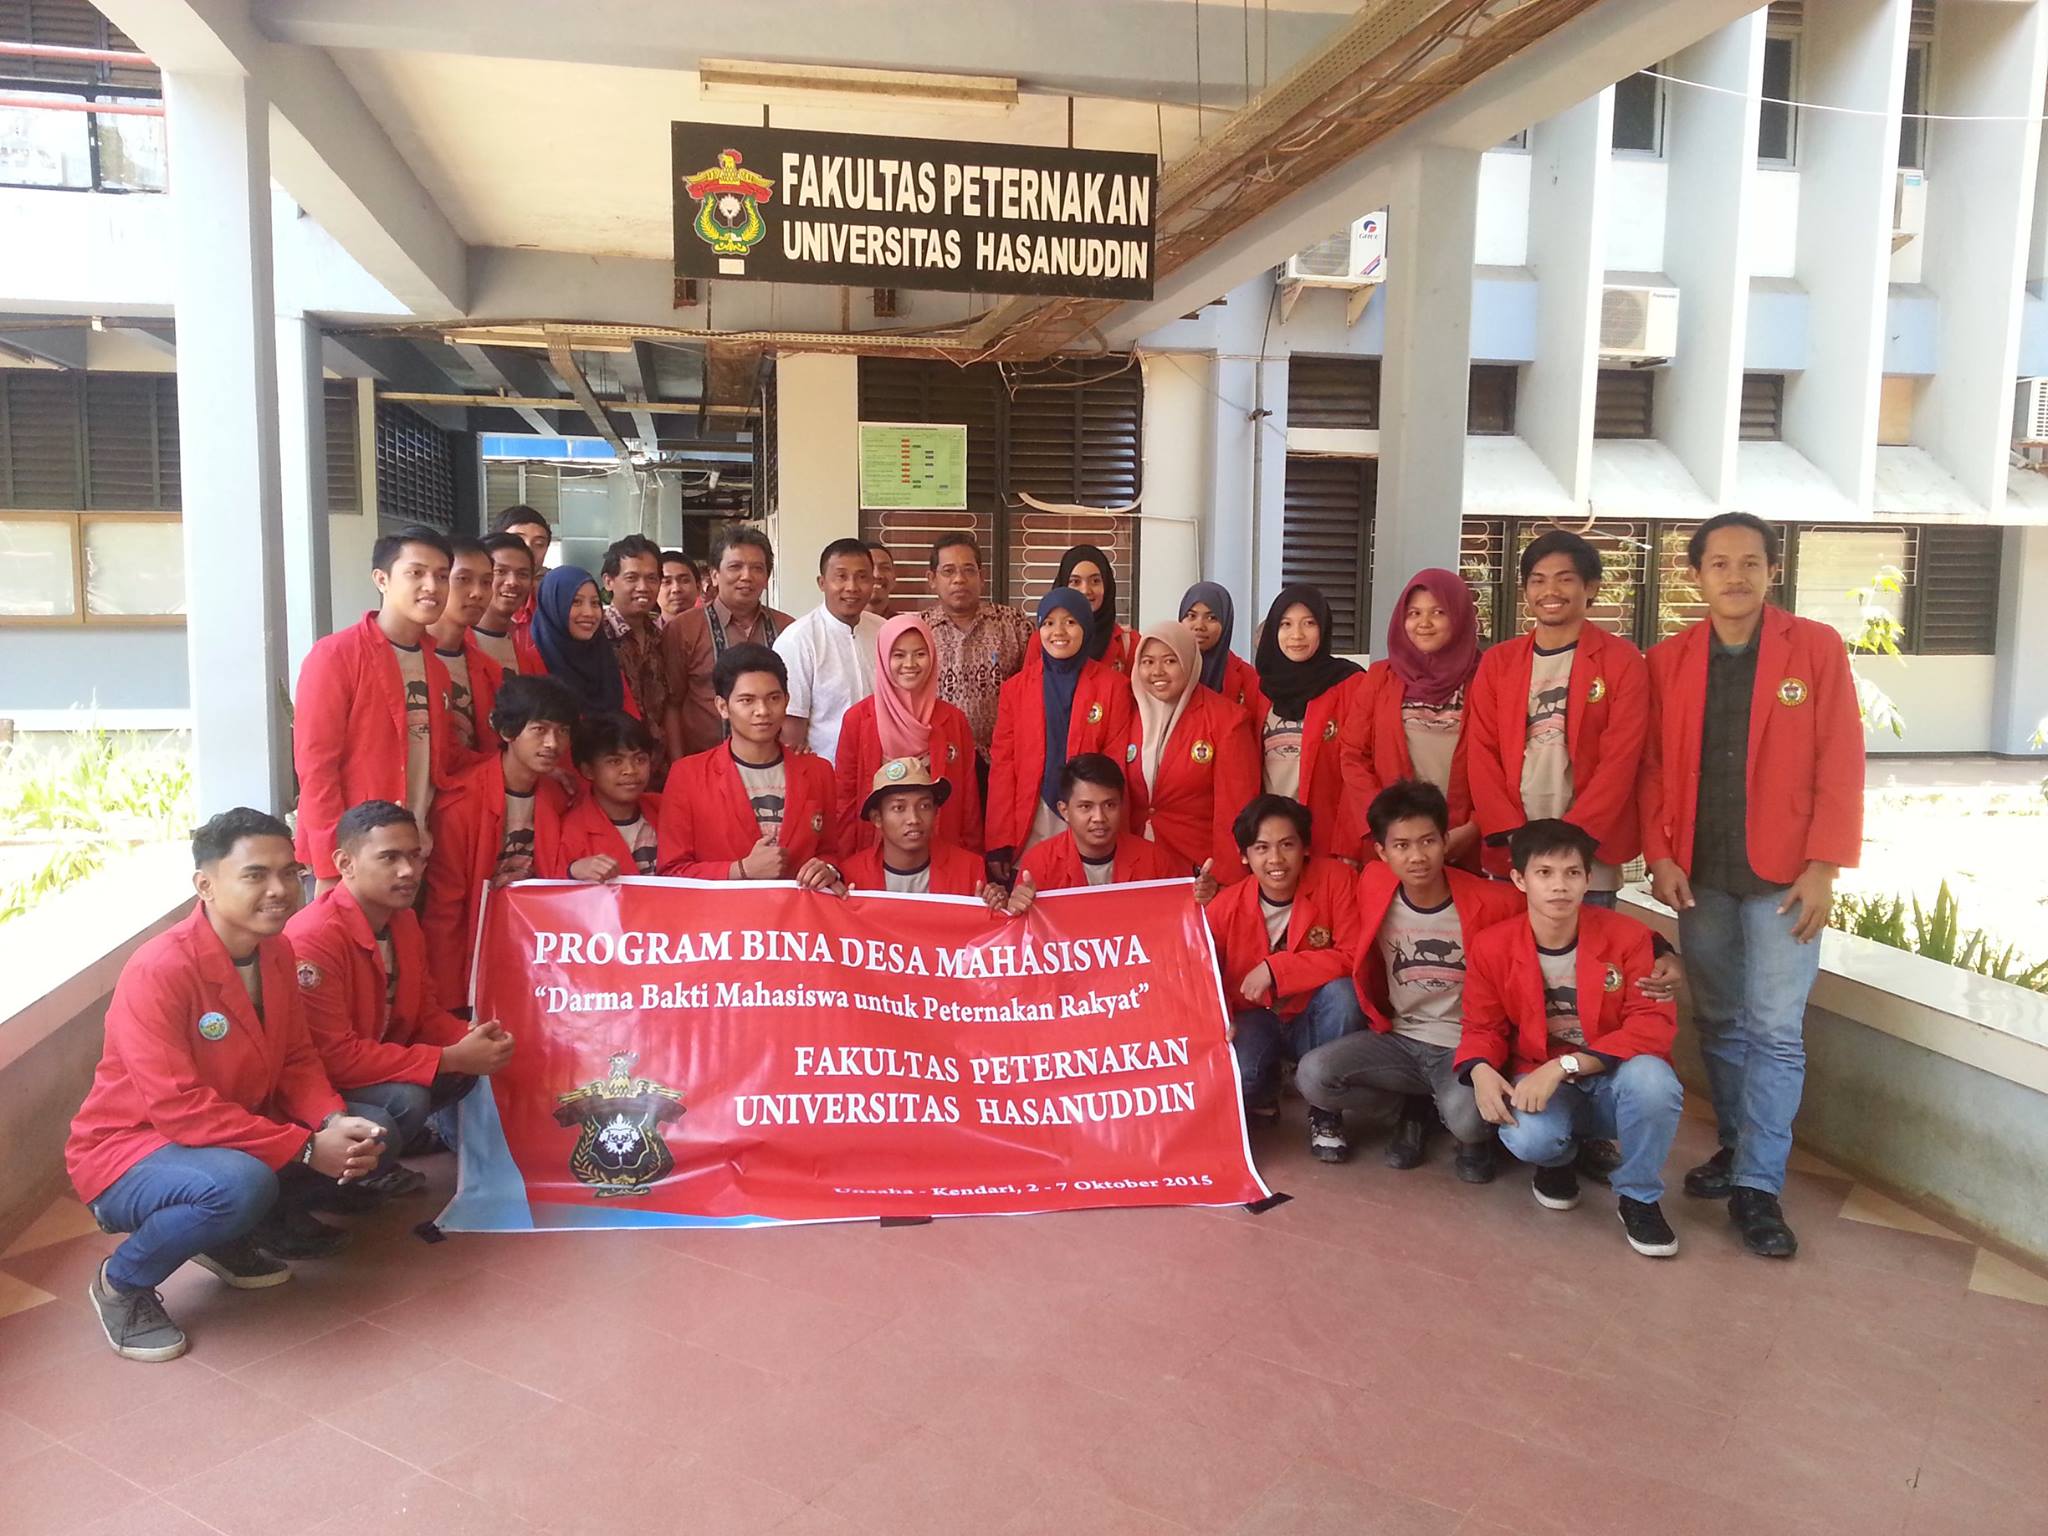 FAKULTAS PETERNAKAN
UNIVERSITAS HASANUDDIN
PROGRAM BINA DESA MAHASISWA
“Darma Bakti Mahasiswa untuk Peternakan Rakyat”
FAKULTAS PETERNAKAN
UNIVERSITAS HASANUDDIN
Unaaha - Kendari, 2 - 7 Oktober 2015